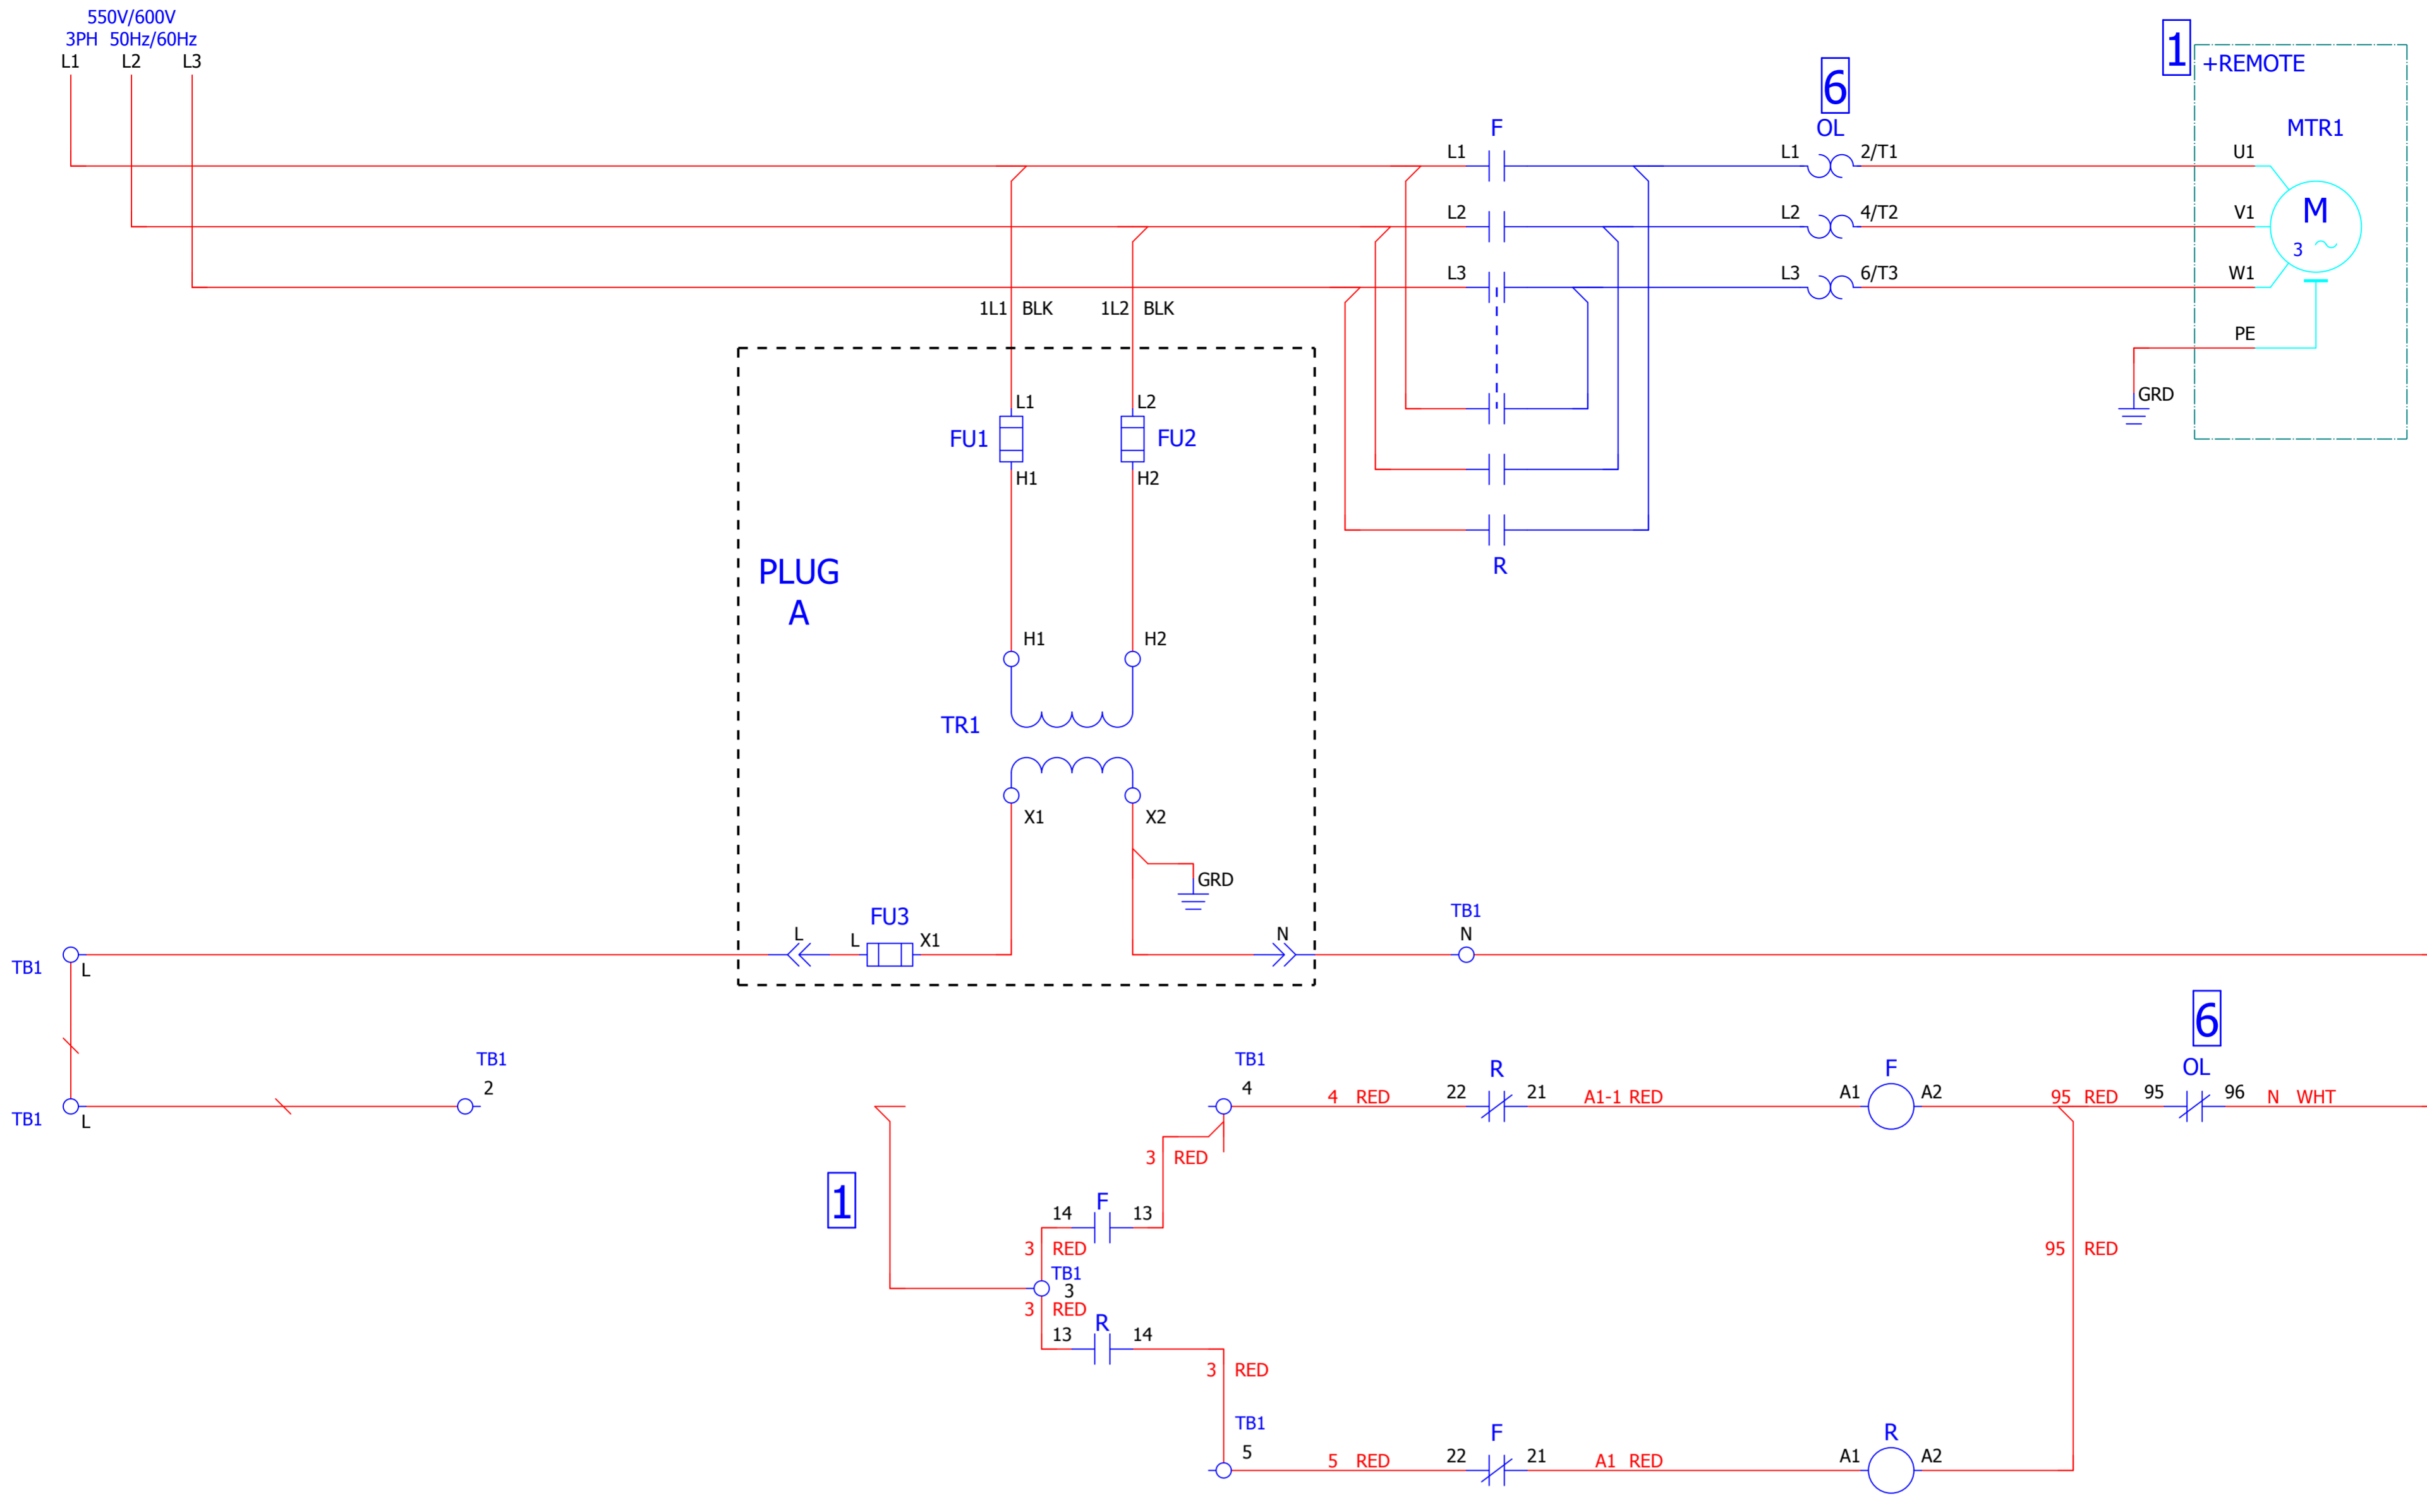 550V/600V
3PH 50Hz/60Hz
L1 L2 L3
1
+REMOTE
6
F
OL
MTR1
L1
L1
2/T1
U1
L2
L2
4/T2
V1
M
3
L3
L3
6/T3
W1
1L1 BLK
1L2 BLK
PE
GRD
L1
L2
FU1
FU2
H1
H2
R
PLUG
A
H1
H2
TR1
X1
X2
GRD
FU3
TB1
L
L
X1
N
N
TB1
L
6
TB1
2
TB1
4
R
F
OL
4 RED
22
21
A1-1 RED
A1
A2
95 RED
95
96
N WHT
TB1
L
3 RED
1
F
14
13
3 RED
95 RED
TB1
3
3 RED
R
13
14
3 RED
TB1
5
F
R
5 RED
22
21
A1 RED
A1
A2